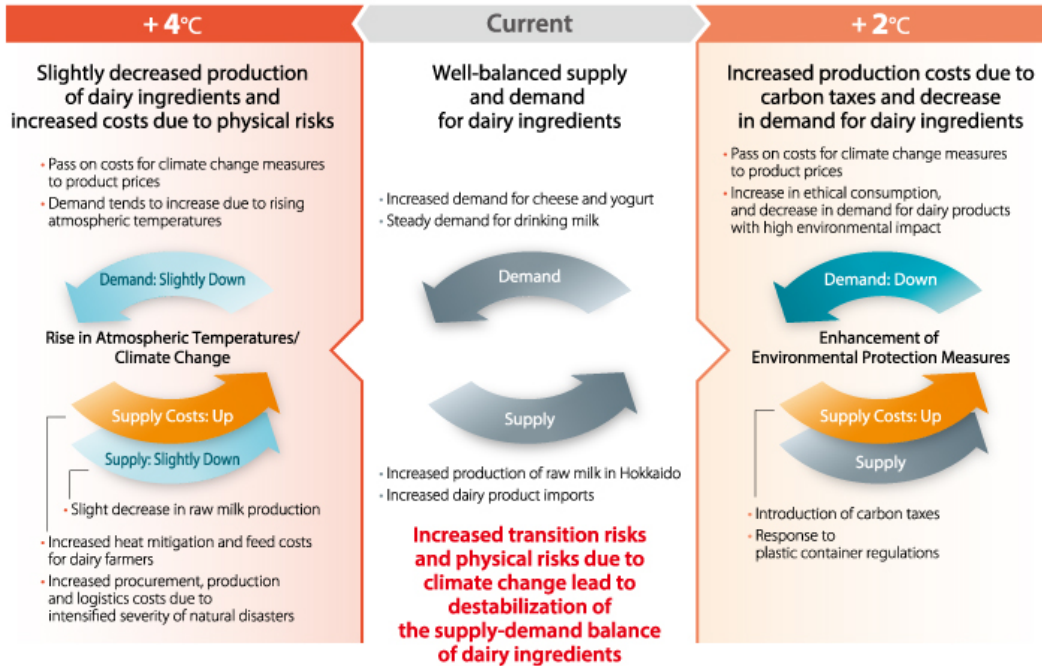 + 4℃
Slightly decreased production
of dairy ingredients and
increased costs due to physical risks
• Pass on costs for climate change measures
to product prices
• Demand tends to increase due to rising
atmospheric temperatures
Demand: Slightly Down
Rise in Atmospheric Temperatures/
Climate Change
Supply Costs: Up
Supply: Slightly Down
• Slight decrease in raw milk production
• Increased heat mitigation and feed costs
for dairy farmers
• Increased procurement, production
and logistics costs due to
intensified severity of natural disasters
Current
Well-balanced supply
and demand
for dairy ingredients
• Increased demand for cheese and yogurt
• Steady demand for drinking milk
Demand
Supply
• Increased production of raw milk in Hokkaido
• Increased dairy product imports
Increased transition risks
and physical risks due to
climate change lead to
destabilization of
the supply-demand balance
of dairy ingredients
+ 2℃
Increased production costs due to
carbon taxes and decrease
in demand for dairy ingredients
• Pass on costs for climate change measures
to product prices
• Increase in ethical consumption,
and decrease in demand for dairy products
with high environmental impact
Demand: Down
Enhancement of
Environmental Protection Measures
Supply Costs: Up
Supply
• Introduction of carbon taxes
• Response to
plastic container regulations